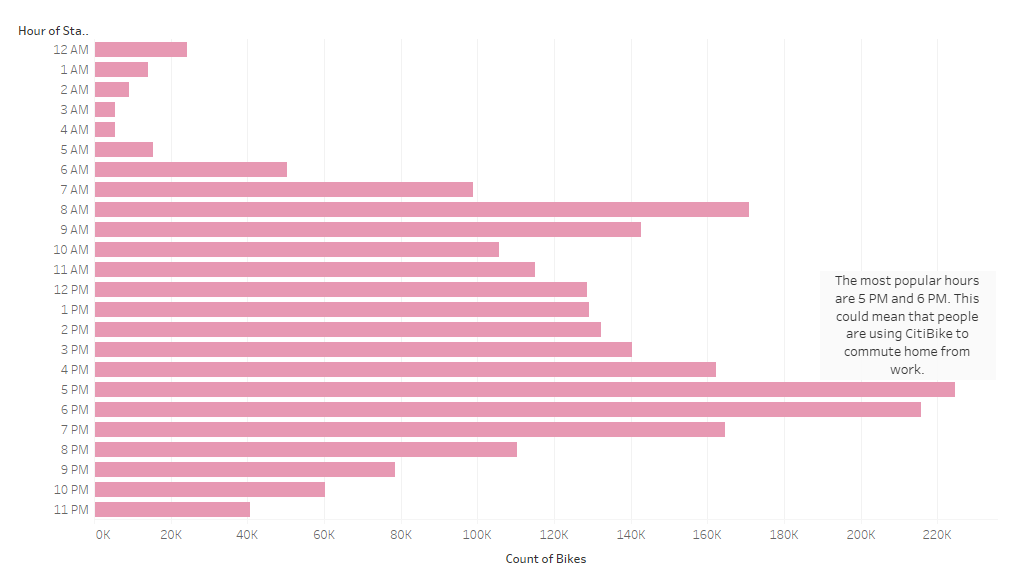 Hour of Sta..
12 AM
1 AM
2 AM
3 AM
4 AM
5 AM
6 AM
7 AM
8 AM
9 AM
10 AM
11 AM
12 PM
1 PM
2 PM
3 PM
4 PM
5 PM
6 PM
7 PM
8 PM
9 PM
10 PM
11 PM
The most popular hours
are 5 PM and 6 PM. This
could mean that people
are using CitiBike to
commute home from
work.
0K 20K 40K 60K 80K 100K 120K 140K 160K 180K 200K 220K
Count of Bikes